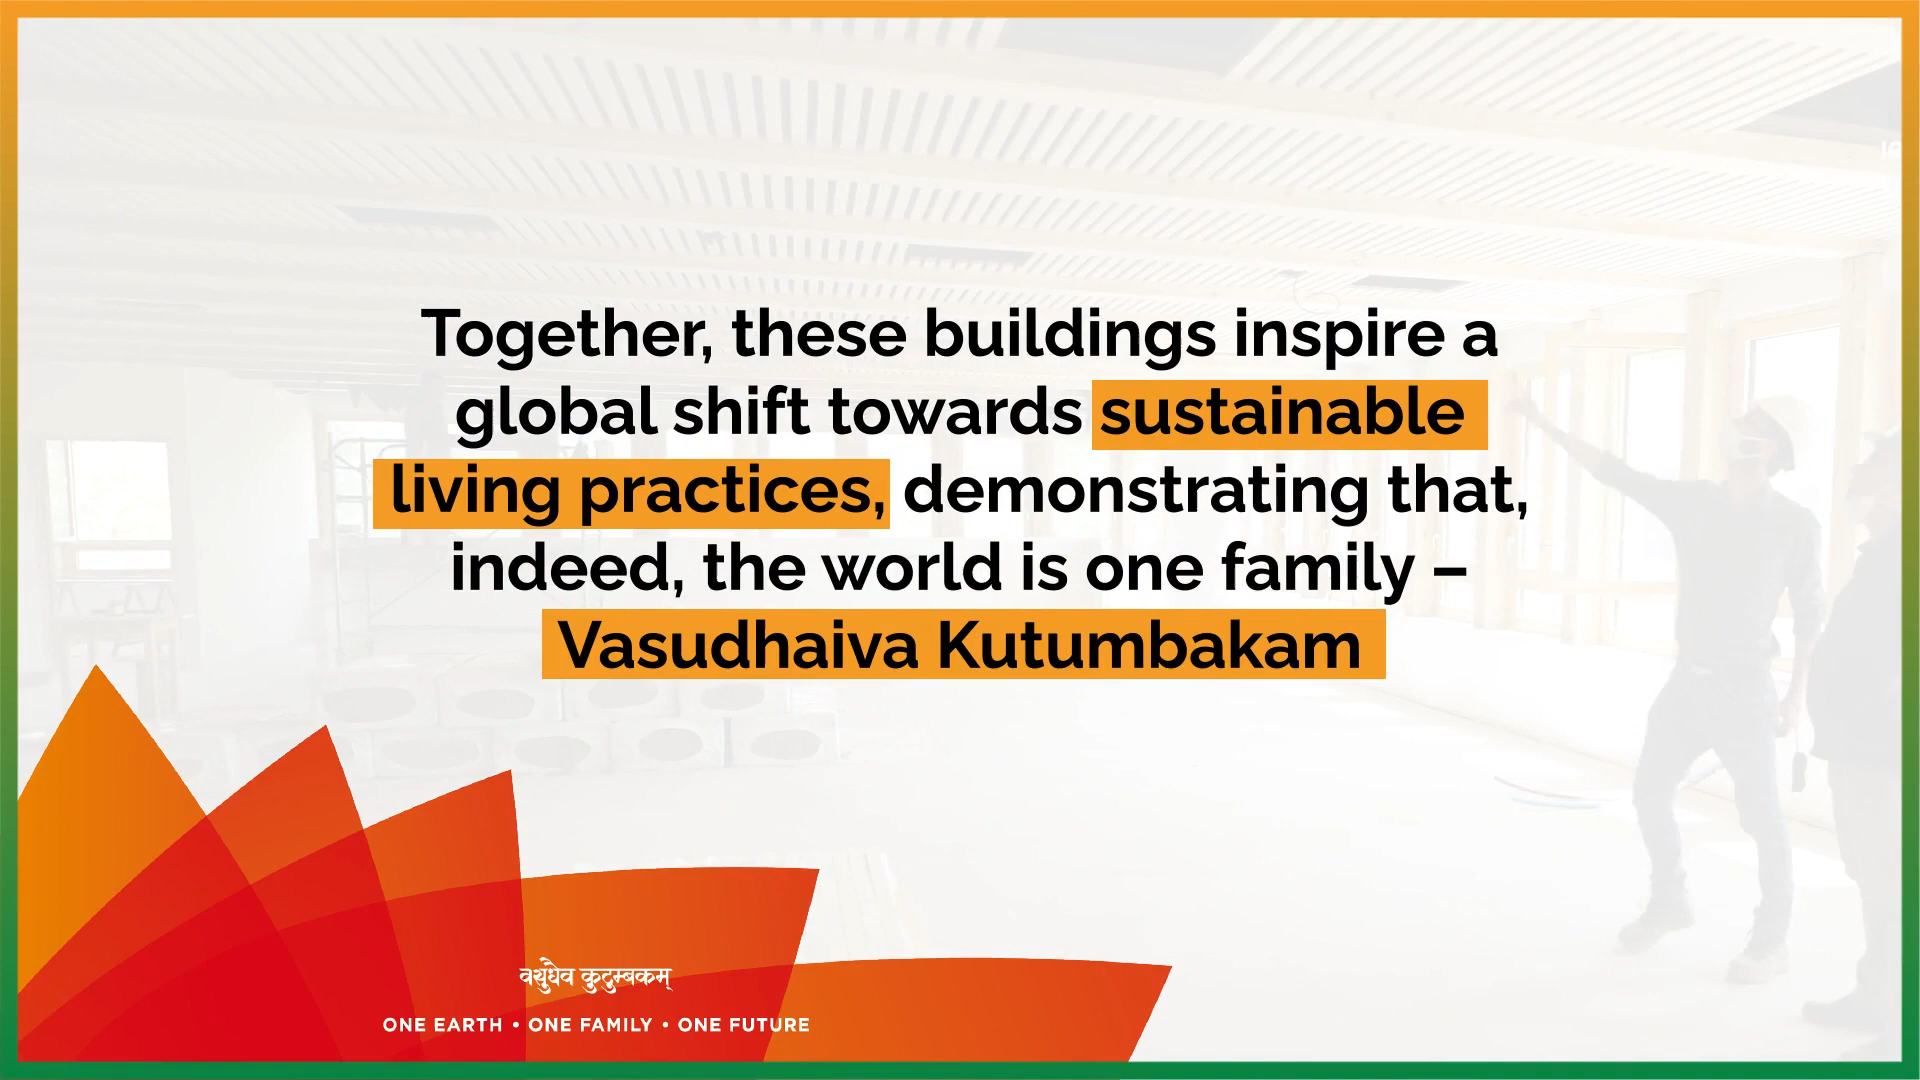 Together, these buildings inspire a
global shift towards sustainable
living practices, demonstrating that,
indeed, the world is one family –
Vasudhaiva Kutumbakam
वसुधैव कुटुम्बकम्
ONE EARTH • ONE FAMILY • ONE FUTURE